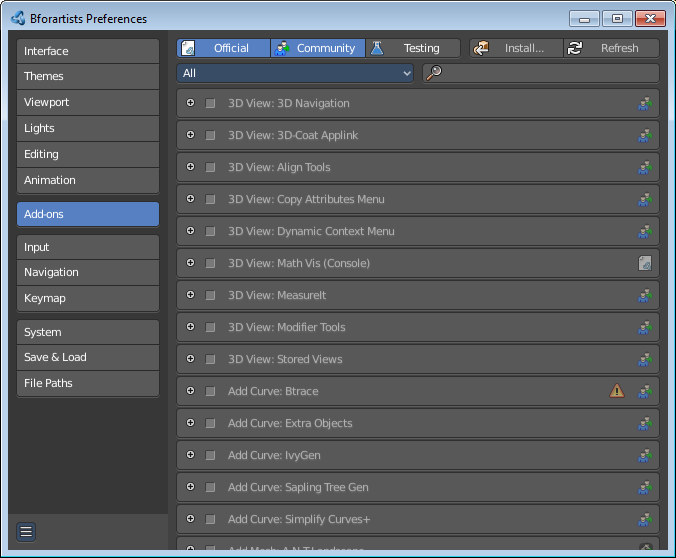 Bforartists Preferences
Interface
Themes
Viewport
Lights
Editing
Animation
Add-ons
Input
Navigation
Keymap
System
Save & Load
File Paths
Official Community Testing Install... Refresh
All
3D View: 3D Navigation
3D View: 3D-Coat Applink
3D View: Align Tools
3D View: Copy Attributes Menu
3D View: Dynamic Context Menu
3D View: Math Vis (Console)
3D View: MeasureIt
3D View: Modifier Tools
3D View: Stored Views
Add Curve: Btrace
Add Curve: Extra Objects
Add Curve: IvyGen
Add Curve: Sapling Tree Gen
Add Curve: Simplify Curves+
Add Mesh: A.N.T.Landscape